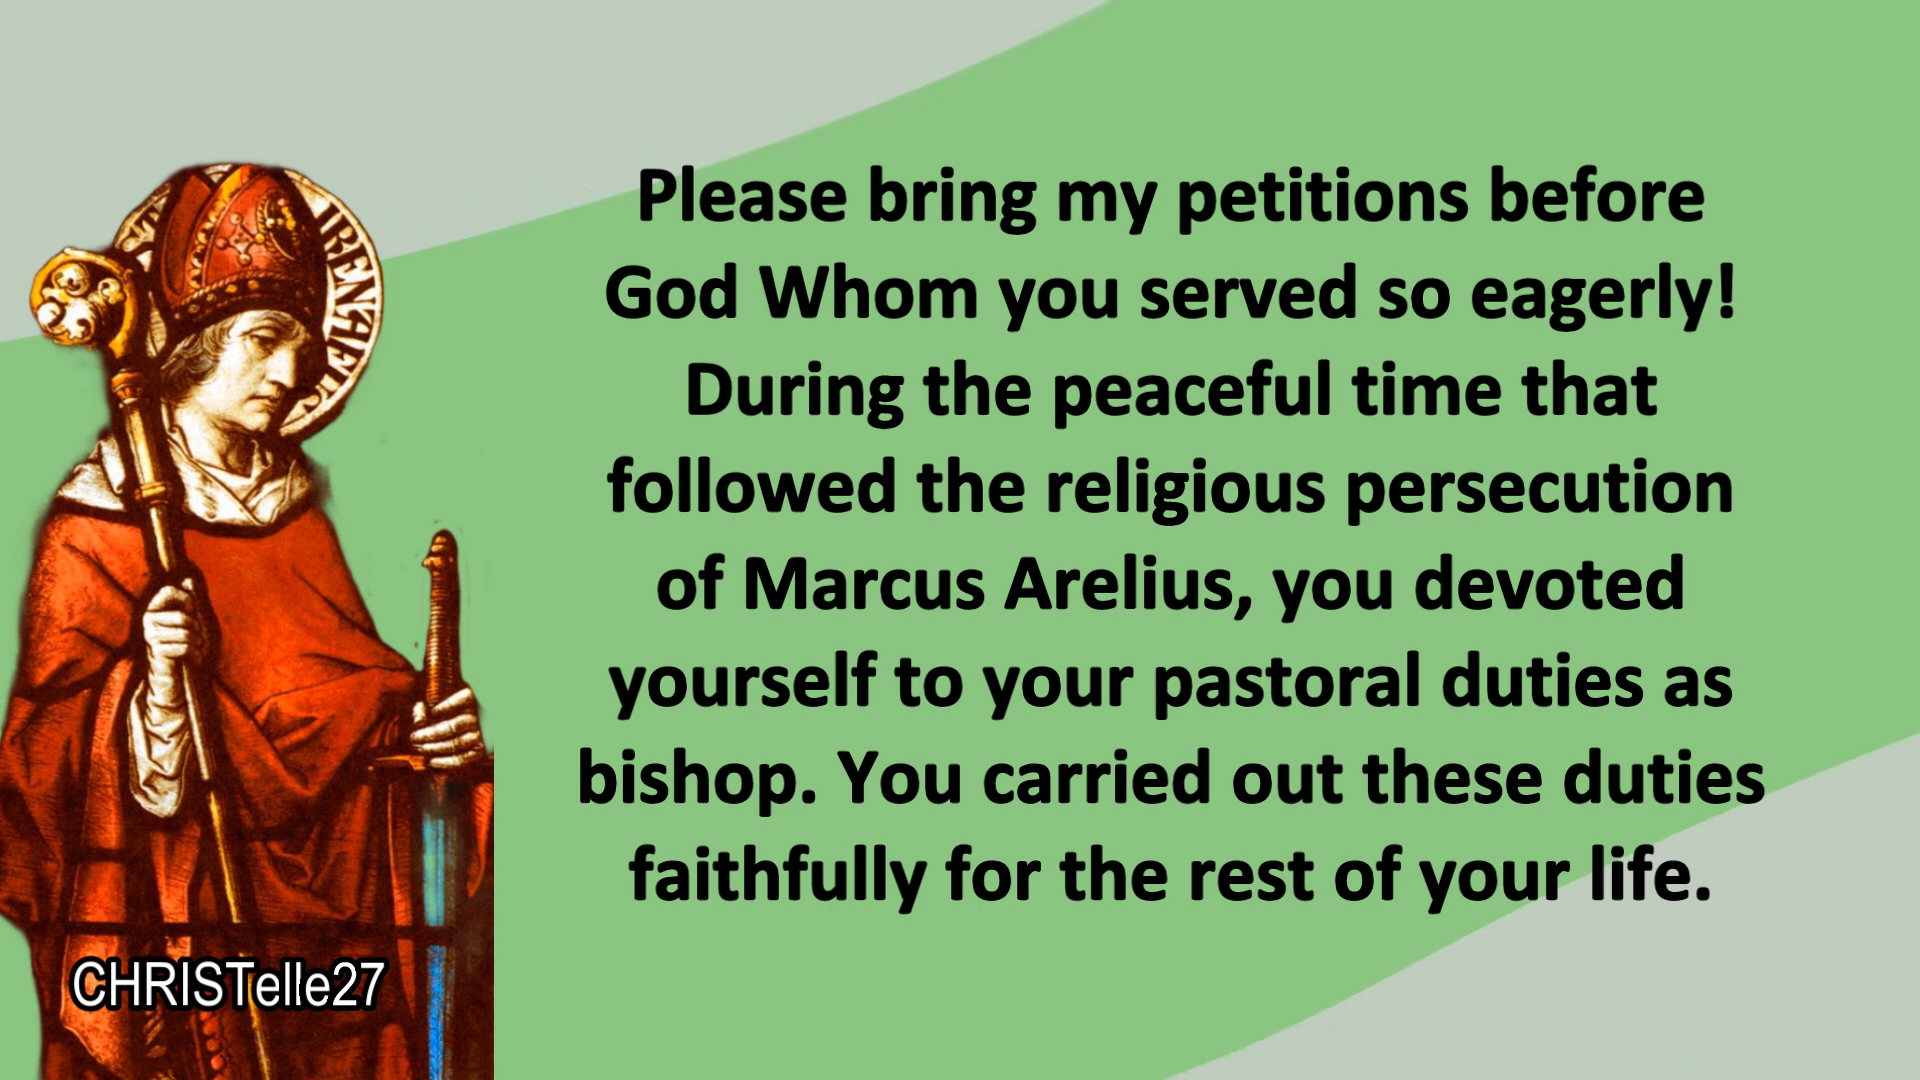 IRENAEUS
Please bring my petitions before
God Whom you served so eagerly!
During the peaceful time that
followed the religious persecution
of Marcus Arelius, you devoted
yourself to your pastoral duties as
bishop. You carried out these duties
faithfully for the rest of your life.
CHRISTelle27